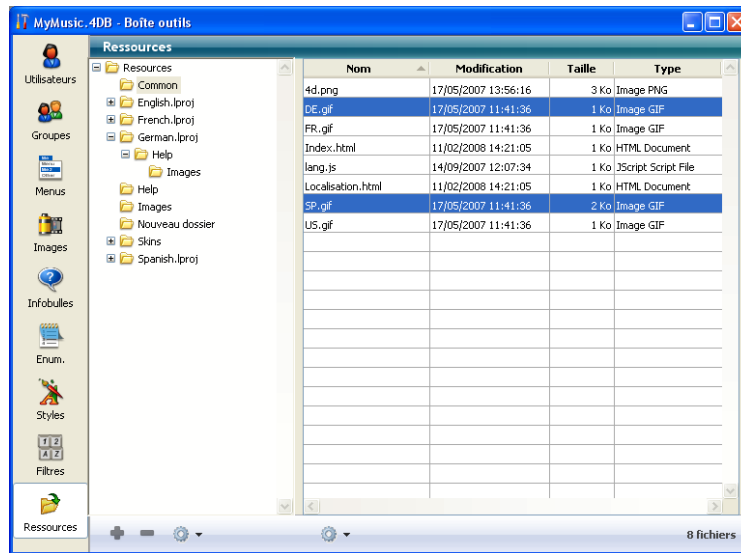 MyMusic.4DB - Boîte outils
Ressources
Utilisateurs
Groupes
Menus
Images
Infobulles
Enum.
Styles
Filtres
Ressources
Resources
Common
English.lproj
French.lproj
German.lproj
Help
Images
Help
Images
Nouveau dossier
Skins
Spanish.lproj
Nom Modification Taille Type
4d.png 17/05/2007 13:56:16 3 Ko Image PNG
DE.gif 17/05/2007 11:41:36 1 Ko Image GIF
FR.gif 17/05/2007 11:41:36 1 Ko Image GIF
Index.html 11/02/2008 14:21:05 1 Ko HTML Document
lang.js 14/09/2007 12:07:34 1 Ko JScript Script File
Localisation.html 11/02/2008 14:21:05 1 Ko HTML Document
SP.gif 17/05/2007 11:41:36 2 Ko Image GIF
US.gif 17/05/2007 11:41:36 1 Ko Image GIF
8 fichiers